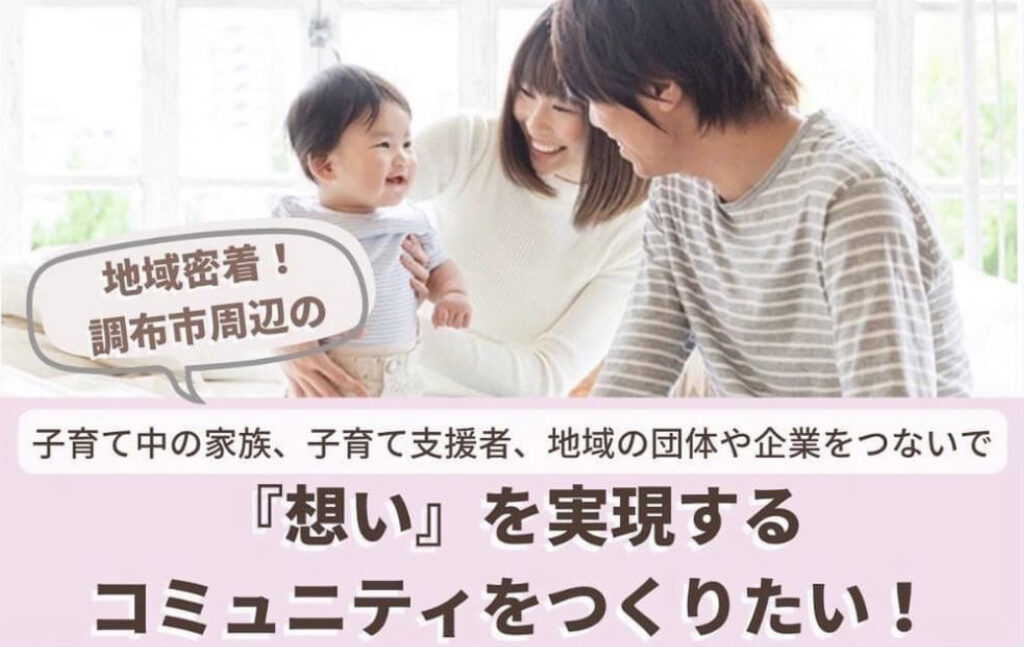 地域密着！
調布市周辺の
子育て中の家族、子育て支援者、地域の団体や企業をつないで
『想い』を実現する
コミュニティをつくりたい！